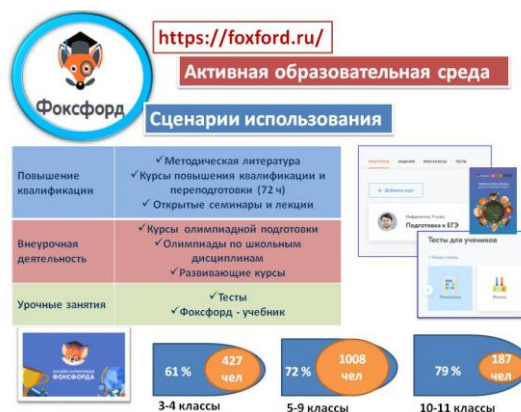 https://foxford.ru/
Активная образовательная среда
Фоксфорд
Сценарии использования
Повышение
квалификации
✓Методическая литература
✓Курсы повышения квалификации и
переподготовки (72 ч)
✓Открытые семинары и лекции
Внеурочная
деятельность
✓Курсы олимпиадной подготовки
✓Олимпиады по школьным
дисциплинам
✓Развивающие курсы
Урочные занятия
✓Тесты
✓Фоксфорд - учебник
+ Добавить курс
Подготовка к ЕГЭ
Тесты для учеников
ФОКСФОРДА
61 %
427
чел
3-4 классы
72 %
1008
чел
5-9 классы
79 %
187
чел
10-11 классы